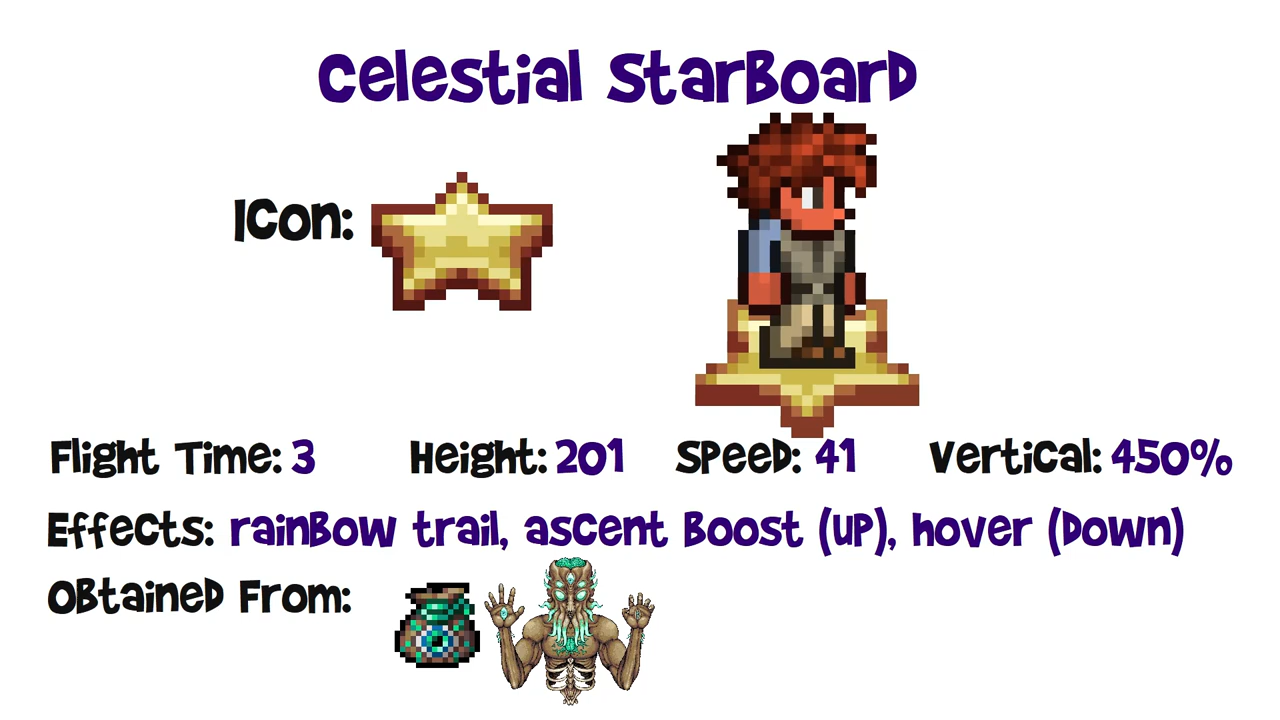 Celestial StarBoard
Icon:
Flight Time: 3 Height: 201 Speed: 41 Vertical: 450%
Effects: rainbow trail, ascent boost (up), hover (down)
Obtained From: